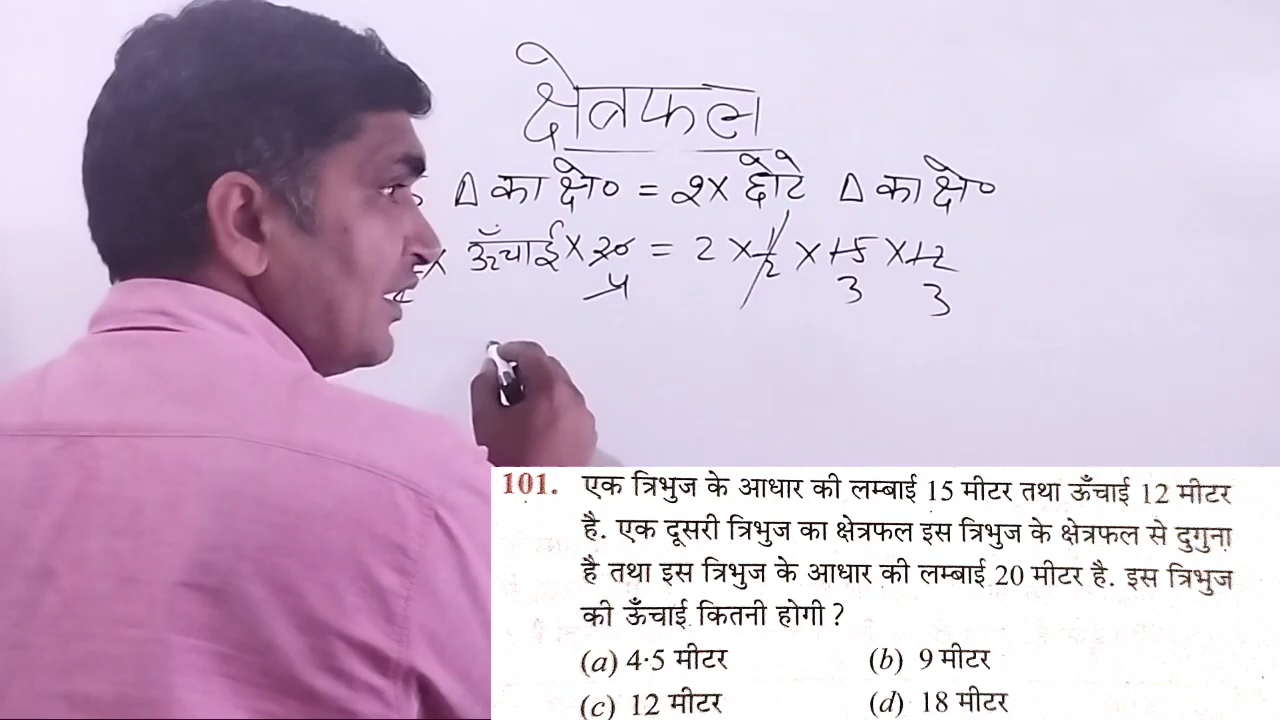 क्षेत्रफल
Δ का क्षे० = 2 × छोटे Δ का क्षे०
× ऊँचाई × 20 = 2 × 1/2 × 15 × 12
3 3
101. एक त्रिभुज के आधार की लम्बाई 15 मीटर तथा ऊँचाई 12 मीटर
है. एक दूसरी त्रिभुज का क्षेत्रफल इस त्रिभुज के क्षेत्रफल से दुगुना
है तथा इस त्रिभुज के आधार की लम्बाई 20 मीटर है. इस त्रिभुज
की ऊँचाई कितनी होगी ?
(a) 4·5 मीटर (b) 9 मीटर
(c) 12 मीटर (d) 18 मीटर